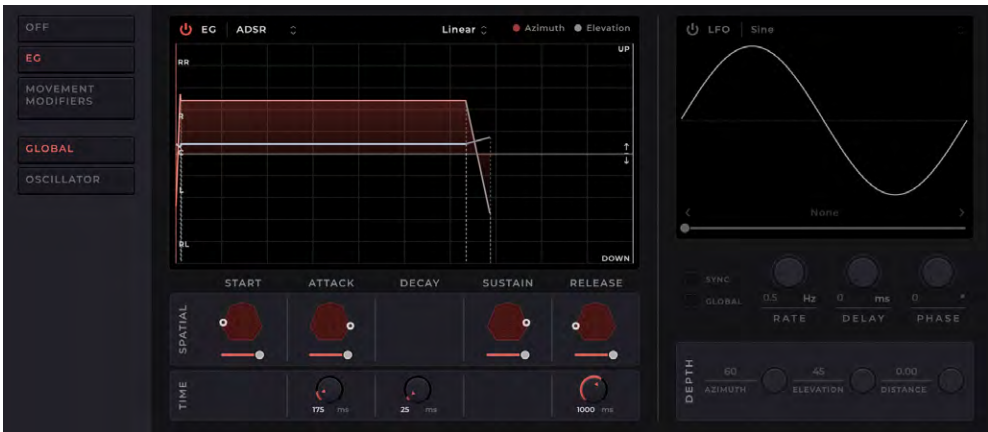 OFF
EG
MOVEMENT
MODIFIERS
GLOBAL
OSCILLATOR
EG ADSR Linear Azimuth Elevation
UP
RR
R
L
RL
DOWN
START ATTACK DECAY SUSTAIN RELEASE
SPATIAL
TIME
175 ms 25 ms 1000 ms
LFO Sine
None
SYNC
GLOBAL
0.5 Hz 0 ms 0 °
RATE DELAY PHASE
DEPTH
60 45 0.00
AZIMUTH ELEVATION DISTANCE